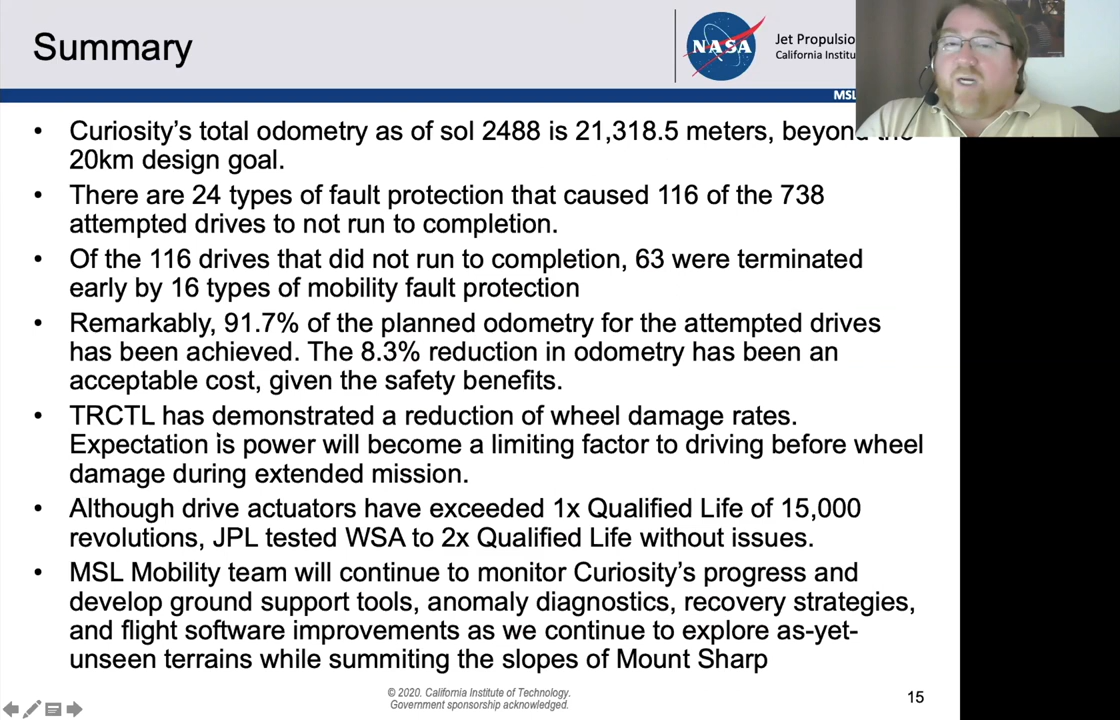 Summary
NASA
Jet Propulsio
California Institu
MSL
• Curiosity's total odometry as of sol 2488 is 21,318.5 meters, beyond the
20km design goal.
• There are 24 types of fault protection that caused 116 of the 738
attempted drives to not run to completion.
• Of the 116 drives that did not run to completion, 63 were terminated
early by 16 types of mobility fault protection
• Remarkably, 91.7% of the planned odometry for the attempted drives
has been achieved. The 8.3% reduction in odometry has been an
acceptable cost, given the safety benefits.
• TRCTL has demonstrated a reduction of wheel damage rates.
Expectation is power will become a limiting factor to driving before wheel
damage during extended mission.
• Although drive actuators have exceeded 1x Qualified Life of 15,000
revolutions, JPL tested WSA to 2x Qualified Life without issues.
• MSL Mobility team will continue to monitor Curiosity's progress and
develop ground support tools, anomaly diagnostics, recovery strategies,
and flight software improvements as we continue to explore as-yet-
unseen terrains while summiting the slopes of Mount Sharp
© 2020. California Institute of Technology.
Government sponsorship acknowledged.
15